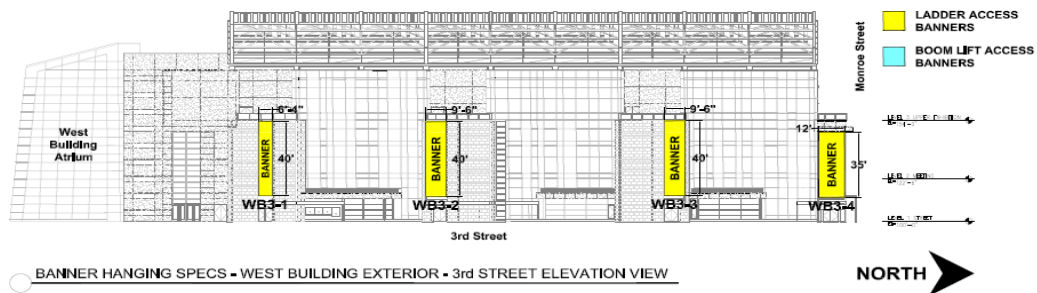 LADDER ACCESS
BANNERS
BOOM LIFT ACCESS
BANNERS
Monroe Street
West
Building
Atrium
6'-4"
9'-6"
9'-6"
12'
BANNER
40'
BANNER
40'
BANNER
40'
BANNER
35'
WB3-1
WB3-2
WB3-3
WB3-4
3rd Street
BANNER HANGING SPECS - WEST BUILDING EXTERIOR - 3rd STREET ELEVATION VIEW
NORTH